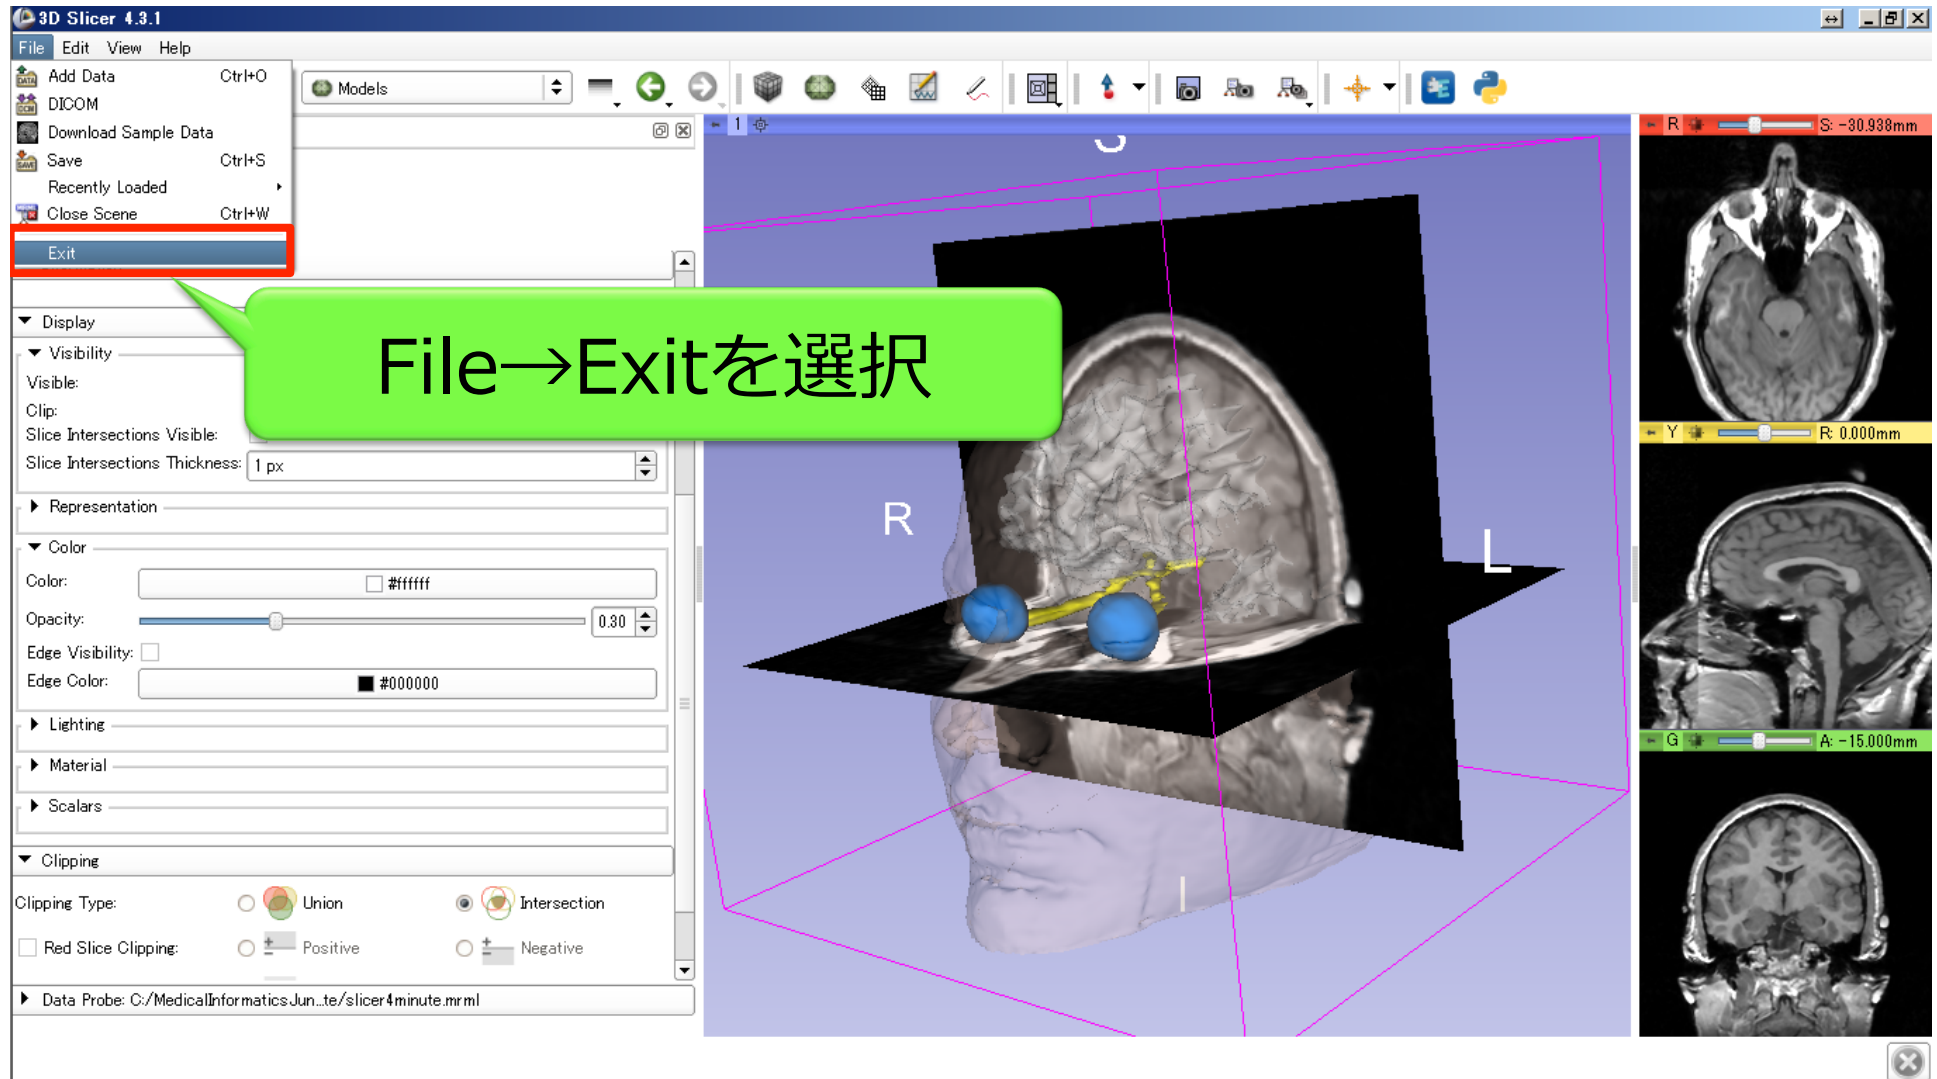 3D Slicer 4.3.1
File Edit View Help
Add Data Ctrl+O
DICOM
Download Sample Data
Save Ctrl+S
Recently Loaded
Close Scene Ctrl+W
Exit
Models
1
R S: -30.938mm
File→Exitを選択
Display
Visibility
Visible:
Clip:
Slice Intersections Visible:
Slice Intersections Thickness: 1 px
Representation
Color
Color: #ffffff
Opacity: 0.30
Edge Visibility:
Edge Color: #000000
Lighting
Material
Scalars
Clipping
Clipping Type: Union Intersection
Red Slice Clipping: Positive Negative
Data Probe: C:/MedicalInformaticsJun...te/slicer4minute.mrml
R
L
I
Y R: 0.000mm
G A: -15.000mm